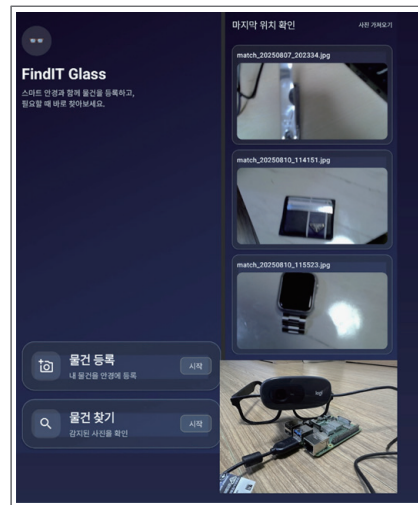 FindIT Glass
스마트 안경과 함께 물건을 등록하고,
필요할 때 바로 찾아보세요.
물건 등록
내 물건을 안경에 등록
시작
물건 찾기
감지된 사진을 확인
시작
마지막 위치 확인
사진 가져오기
match_20250807_202334.jpg
match_20250810_114151.jpg
match_20250810_115523.jpg
logi